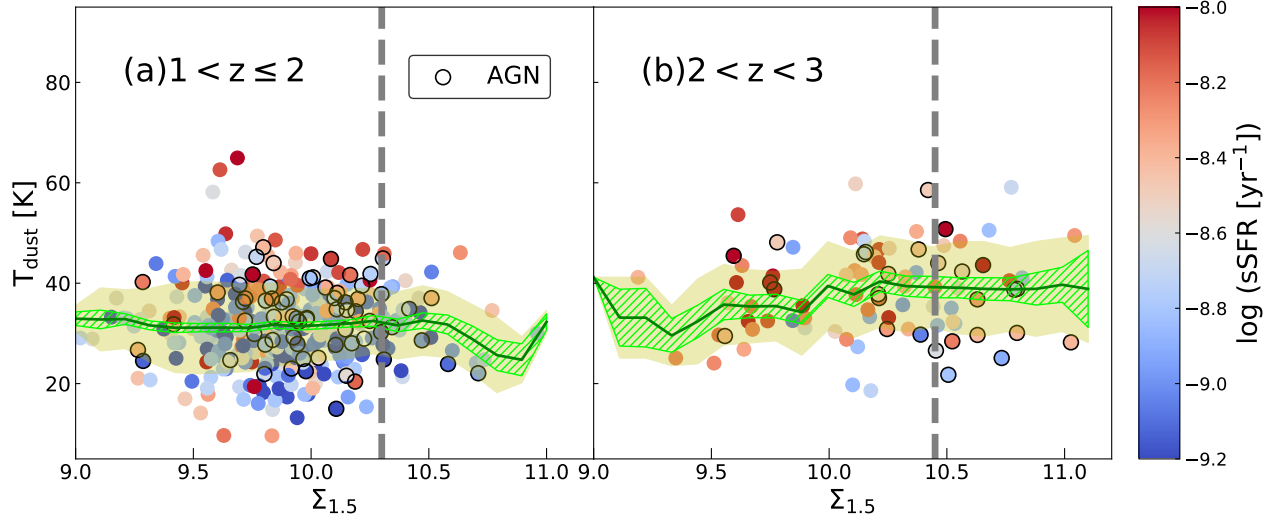 (a)1 < z ≤ 2
AGN
(b)2 < z < 3
T_dust [K]
80
60
40
20
9.0 9.5 10.0 10.5 11.0
Σ_1.5
9.0 9.5 10.0 10.5 11.0
Σ_1.5
−8.0
−8.2
−8.4
−8.6
−8.8
−9.0
−9.2
log (sSFR [yr⁻¹])